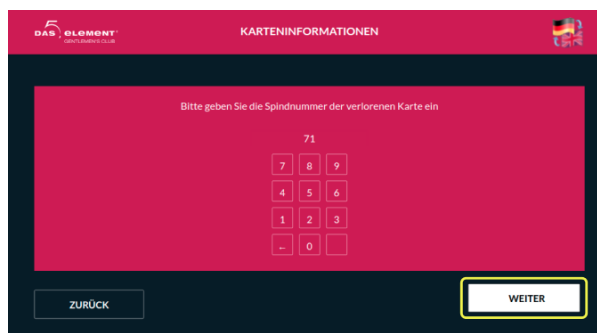 DAS 5. ELEMENT
GENTLEMEN'S CLUB
KARTENINFORMATIONEN
Bitte geben Sie die Spindnummer der verlorenen Karte ein
71
7 8 9
4 5 6
1 2 3
← 0
ZURÜCK
WEITER